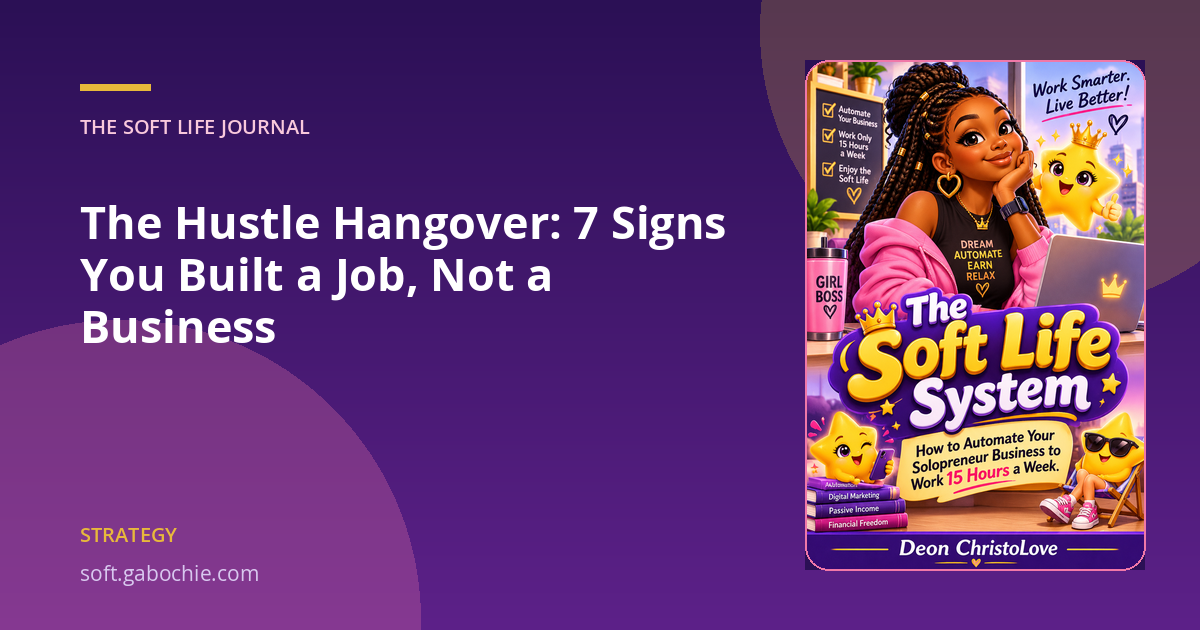 THE SOFT LIFE JOURNAL
The Hustle Hangover: 7 Signs
You Built a Job, Not a
Business
STRATEGY
soft.gabochie.com
Work Smarter.
Live Better!
Automate
Your Business
Work Only
15 Hours
a Week
Enjoy the
Soft Life
DREAM
AUTOMATE
EARN
RELAX
GIRL
BOSS
The
Soft Life
System
How to Automate Your
Solopreneur Business to
Work 15 Hours a Week.
Automation
Digital Marketing
Passive Income
Financial Freedom
Deon ChristoLove